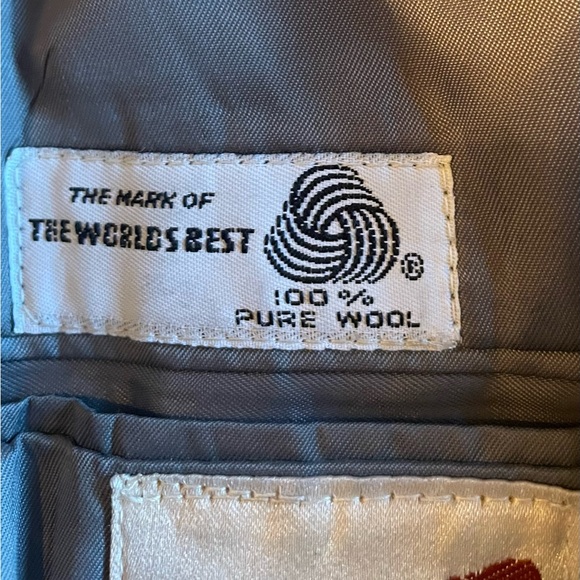 THE MARK OF
THE WORLDS BEST
®
100 %
PURE WOOL